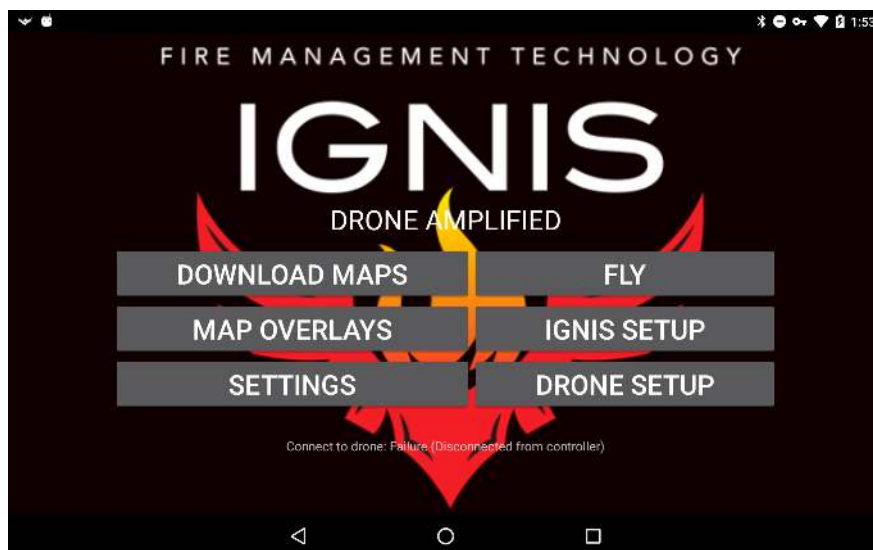 1:53
FIRE MANAGEMENT TECHNOLOGY
IGNIS
DRONE AMPLIFIED
DOWNLOAD MAPS FLY
MAP OVERLAYS IGNIS SETUP
SETTINGS DRONE SETUP
Connect to drone: Failure (Disconnected from controller)